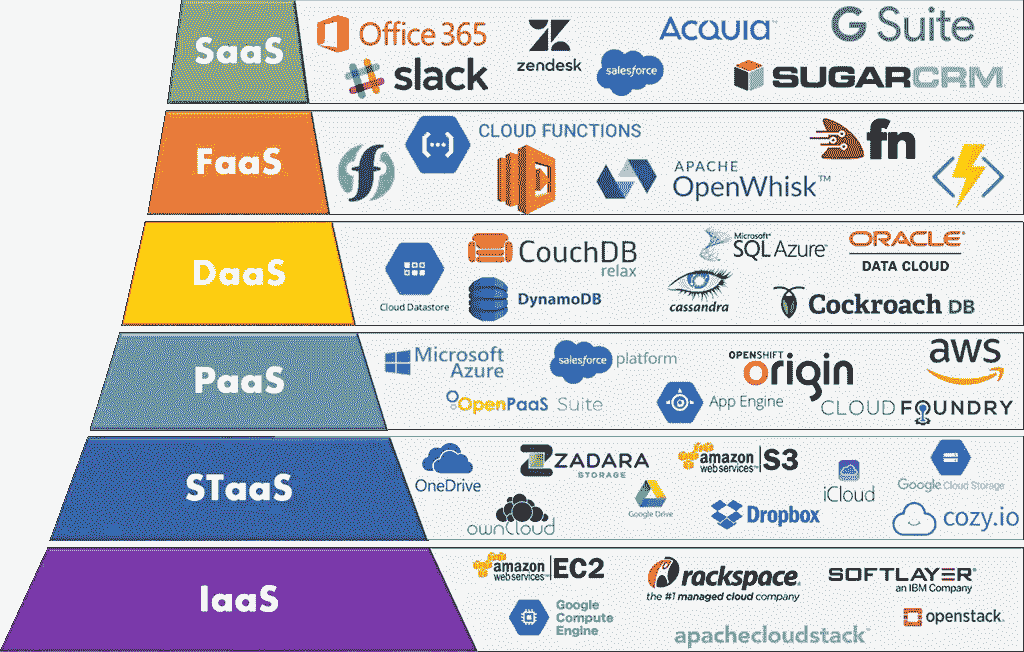 SaaS
Office 365
zendesk
ACQUIA
G Suite
slack
salesforce
SUGARCRM
FaaS
CLOUD FUNCTIONS
fn
APACHE
OpenWhisk™
DaaS
Cloud Datastore
CouchDB
relax
DynamoDB
Microsoft®
SQL Azure™
ORACLE®
DATA CLOUD
cassandra
Cockroach DB
PaaS
Microsoft
Azure
salesforce platform
OPENSHIFT
origin
aws
OpenPaaS Suite
App Engine
CLOUD FOUNDRY
STaaS
OneDrive
ZADARA
STORAGE
amazon
web services™
S3
iCloud
Google Cloud Storage
ownCloud
Google Drive
Dropbox
cozy.io
IaaS
amazon
web services™
EC2
rackspace®
the #1 managed cloud company
SOFTLAYER®
an IBM Company
Google
Compute
Engine
apachecloudstack™
openstack.